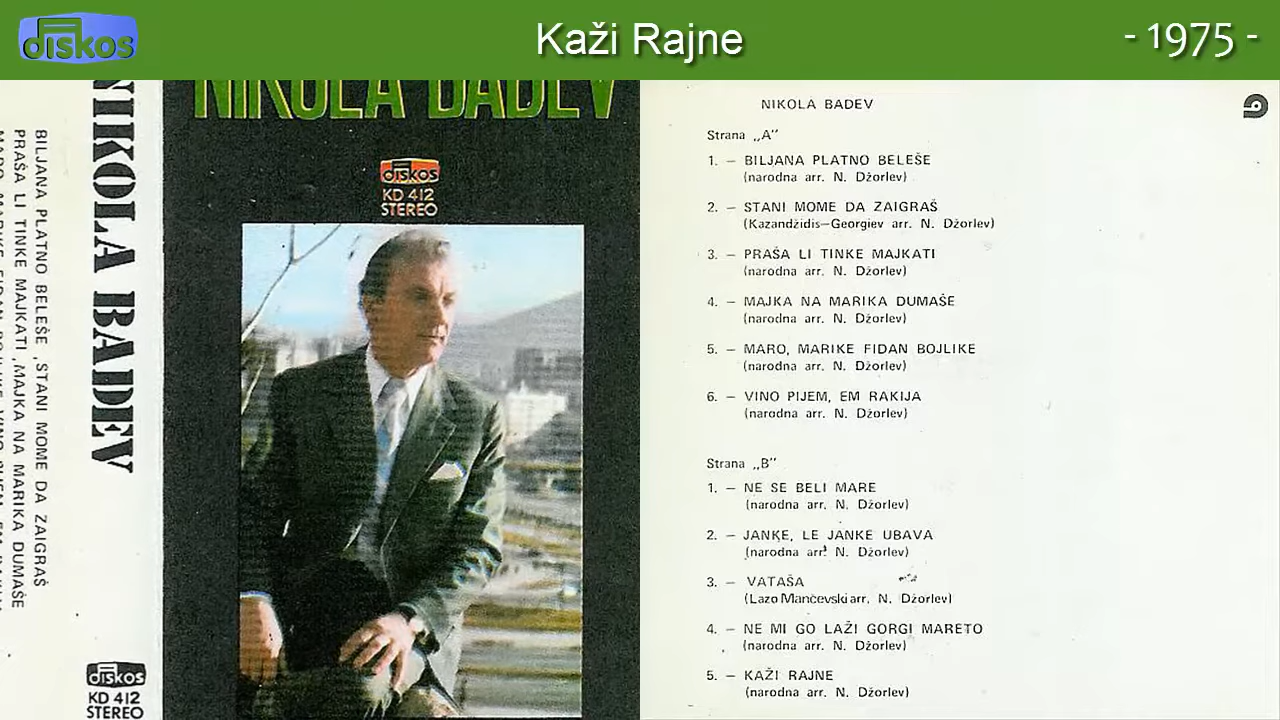 diskos
Kaži Rajne
- 1975 -
NIKOLA BADEV
BILJANA PLATNO BELEŠE ,STANI MOME DA ZAIGRAŠ
PRAŠA LI TINKE MAJKATI, MAJKA NA MARIKA DUMAŠE
diskos
KD 412
STEREO
NIKOLA BADEV
diskos
KD 412
STEREO
NIKOLA BADEV
Strana „A”
1. – BILJANA PLATNO BELEŠE
(narodna arr. N. Džorlev)
2. – STANI MOME DA ZAIGRAŠ
(Kazandžidis–Georgiev arr. N. Džorlev)
3. – PRAŠA LI TINKE MAJKATI
(narodna arr. N. Džorlev)
4. – MAJKA NA MARIKA DUMAŠE
(narodna arr. N. Džorlev)
5. – MARO, MARIKE FIDAN BOJLIKE
(narodna arr. N. Džorlev)
6. – VINO PIJEM, EM RAKIJA
(narodna arr. N. Džorlev)
Strana „B”
1. – NE SE BELI MARE
(narodna arr. N. Džorlev)
2. – JANKE, LE JANKE UBAVA
(narodna arr. N. Džorlev)
3. – VATAŠA
(Lazo Mančevski arr. N. Džorlev)
4. – NE MI GO LAŽI GORGI MARETO
(narodna arr. N. Džorlev)
5. – KAŽI RAJNE
(narodna arr. N. Džorlev)